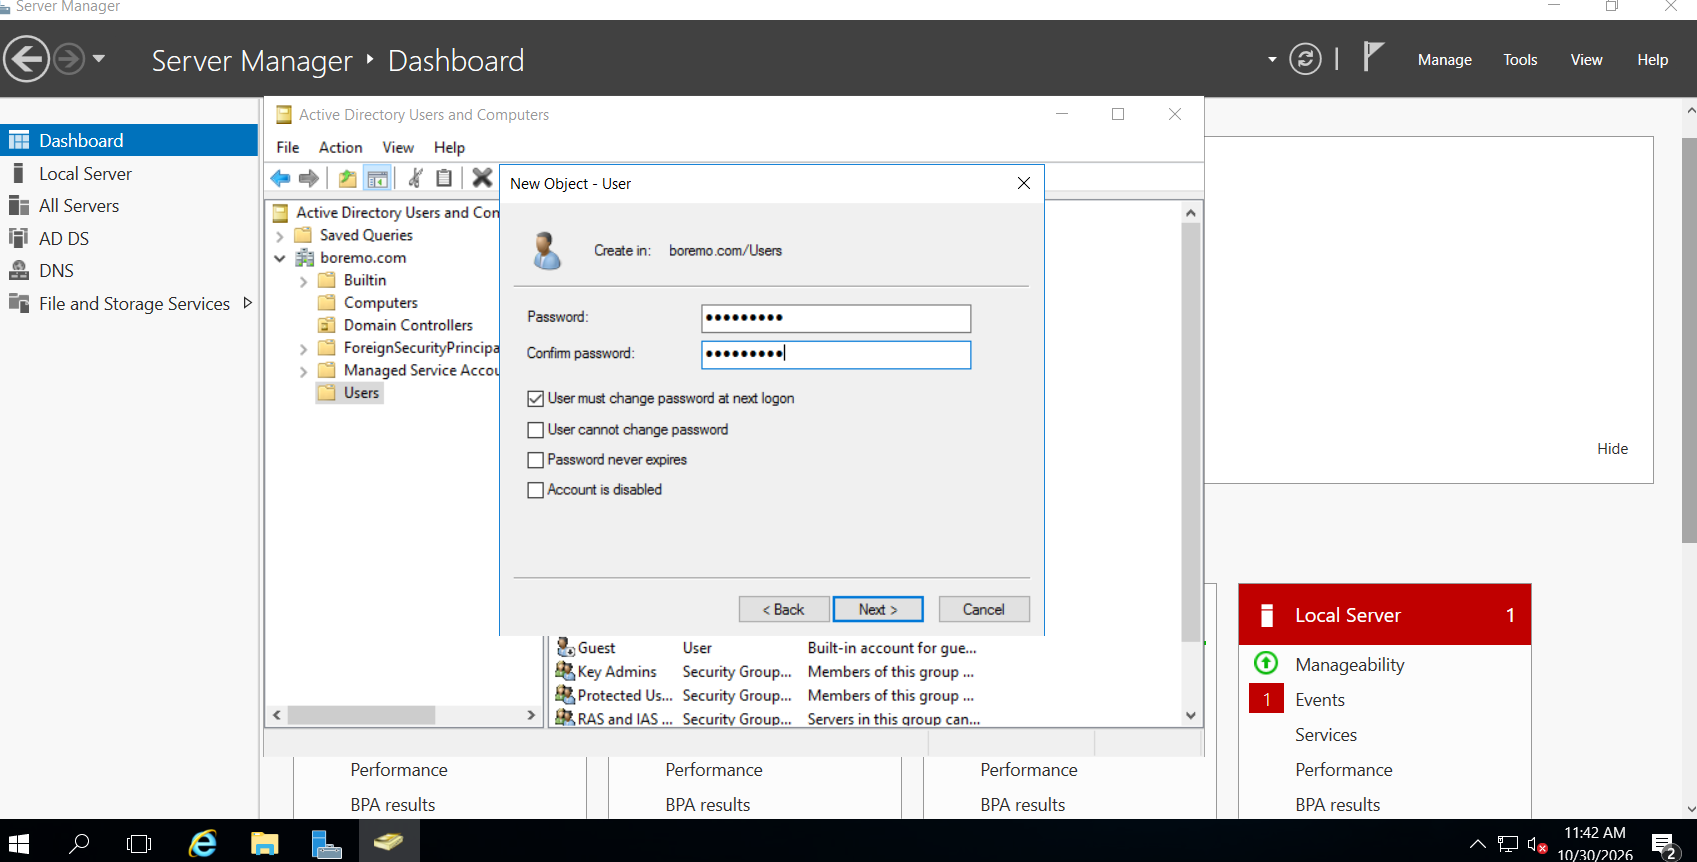 Server Manager
Server Manager
Dashboard
Manage
Tools
View
Help
Dashboard
Local Server
All Servers
AD DS
DNS
File and Storage Services
Active Directory Users and Computers
File
Action
View
Help
Active Directory Users and Con
Saved Queries
boremo.com
Builtin
Computers
Domain Controllers
ForeignSecurityPrincipa
Managed Service Accou
Users
New Object - User
Create in: boremo.com/Users
Password:
Confirm password:
User must change password at next logon
User cannot change password
Password never expires
Account is disabled
< Back
Next >
Cancel
Guest User Built-in account for gue...
Key Admins Security Group... Members of this group ...
Protected Us... Security Group... Members of this group ...
RAS and IAS ... Security Group... Servers in this group can...
Hide
Performance
BPA results
Performance
BPA results
Performance
BPA results
Local Server 1
Manageability
1 Events
Services
Performance
BPA results
11:42 AM
10/30/2026
2